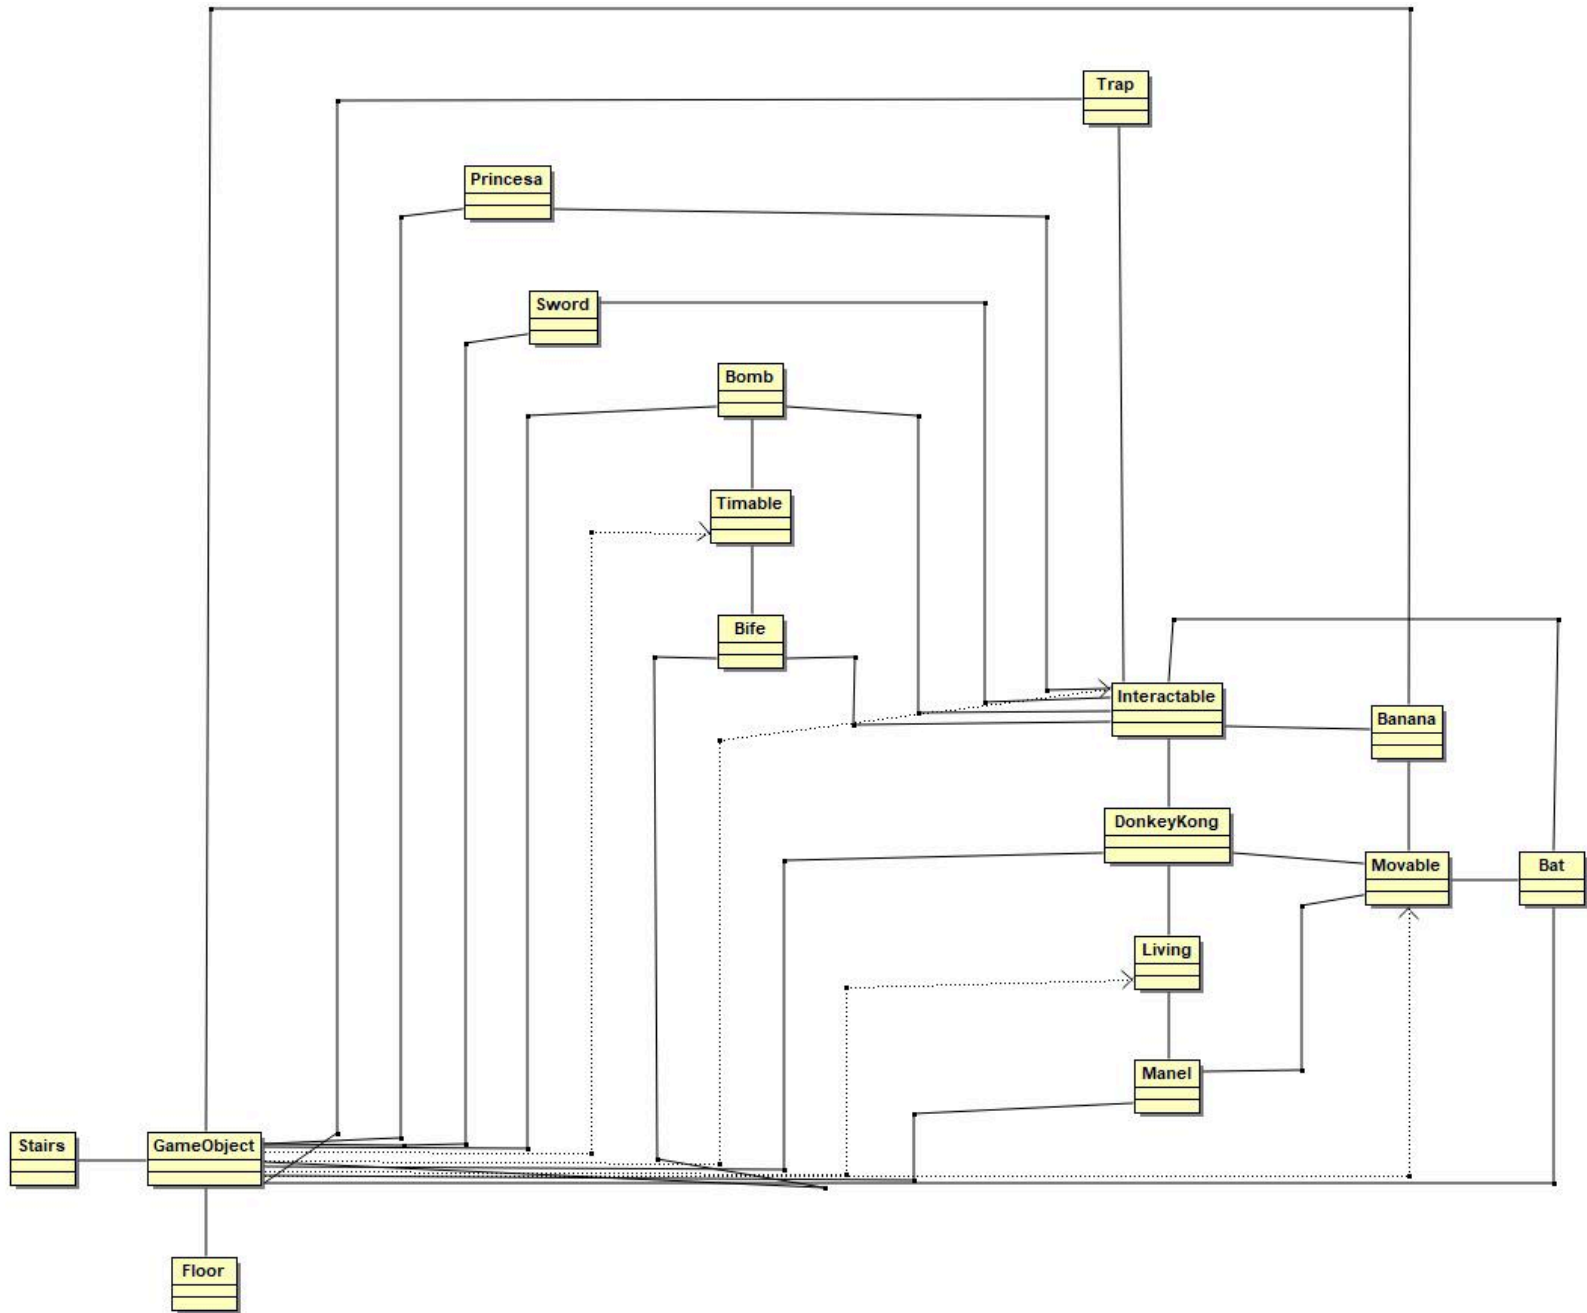 Trap
Princesa
Sword
Bomb
Timable
Bife
Interactable
Banana
DonkeyKong
Movable
Bat
Living
Manel
Stairs
GameObject
Floor